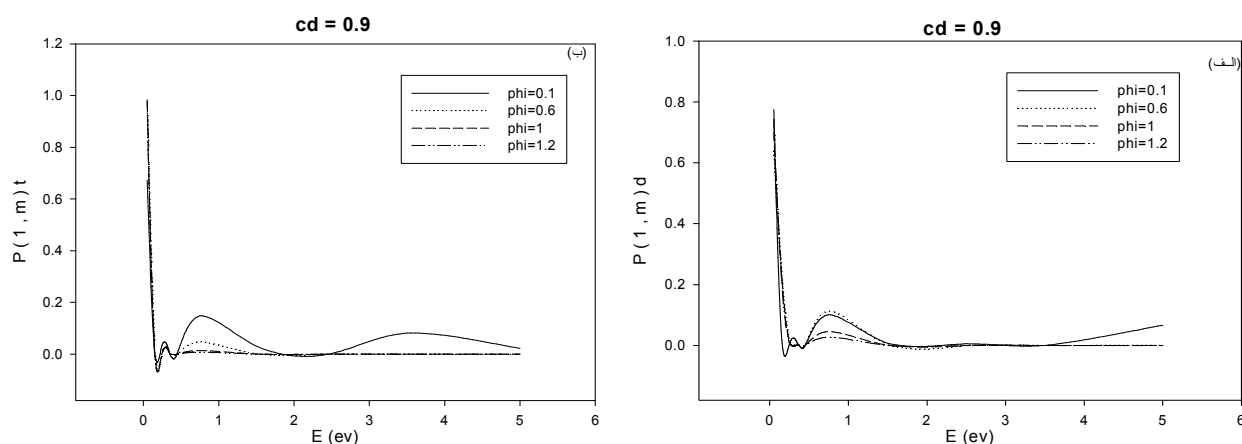 cd = 0.9
(ب)
1.2
1.0
0.8
0.6
0.4
0.2
0.0
P ( 1 , m ) t
phi=0.1
phi=0.6
phi=1
phi=1.2
0 1 2 3 4 5 6
E (ev)
cd = 0.9
(الف)
1.0
0.8
0.6
0.4
0.2
0.0
P ( 1 , m ) d
phi=0.1
phi=0.6
phi=1
phi=1.2
0 1 2 3 4 5 6
E (ev)